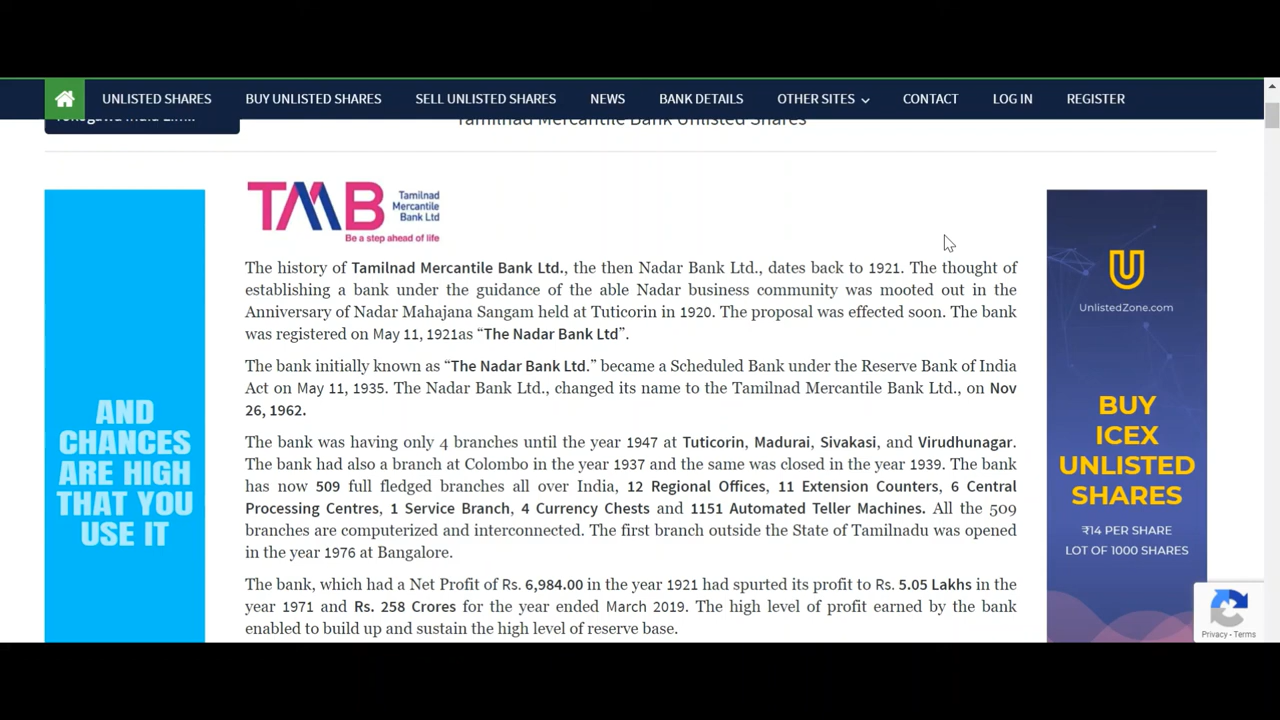 UNLISTED SHARES BUY UNLISTED SHARES SELL UNLISTED SHARES NEWS BANK DETAILS OTHER SITES CONTACT LOG IN REGISTER
Tamilnad Mercantile Bank Unlisted Shares
TMB Tamilnad
Mercantile
Bank Ltd
Be a step ahead of life
The history of Tamilnad Mercantile Bank Ltd., the then Nadar Bank Ltd., dates back to 1921. The thought of
establishing a bank under the guidance of the able Nadar business community was mooted out in the
Anniversary of Nadar Mahajana Sangam held at Tuticorin in 1920. The proposal was effected soon. The bank
was registered on May 11, 1921as “The Nadar Bank Ltd”.
The bank initially known as “The Nadar Bank Ltd.” became a Scheduled Bank under the Reserve Bank of India
Act on May 11, 1935. The Nadar Bank Ltd., changed its name to the Tamilnad Mercantile Bank Ltd., on Nov
26, 1962.
The bank was having only 4 branches until the year 1947 at Tuticorin, Madurai, Sivakasi, and Virudhunagar.
The bank had also a branch at Colombo in the year 1937 and the same was closed in the year 1939. The bank
has now 509 full fledged branches all over India, 12 Regional Offices, 11 Extension Counters, 6 Central
Processing Centres, 1 Service Branch, 4 Currency Chests and 1151 Automated Teller Machines. All the 509
branches are computerized and interconnected. The first branch outside the State of Tamilnadu was opened
in the year 1976 at Bangalore.
The bank, which had a Net Profit of Rs. 6,984.00 in the year 1921 had spurted its profit to Rs. 5.05 Lakhs in the
year 1971 and Rs. 258 Crores for the year ended March 2019. The high level of profit earned by the bank
enabled to build up and sustain the high level of reserve base.
AND
CHANCES
ARE HIGH
THAT YOU
USE IT
UnlistedZone.com
BUY
ICEX
UNLISTED
SHARES
₹14 PER SHARE
LOT OF 1000 SHARES
Privacy - Terms